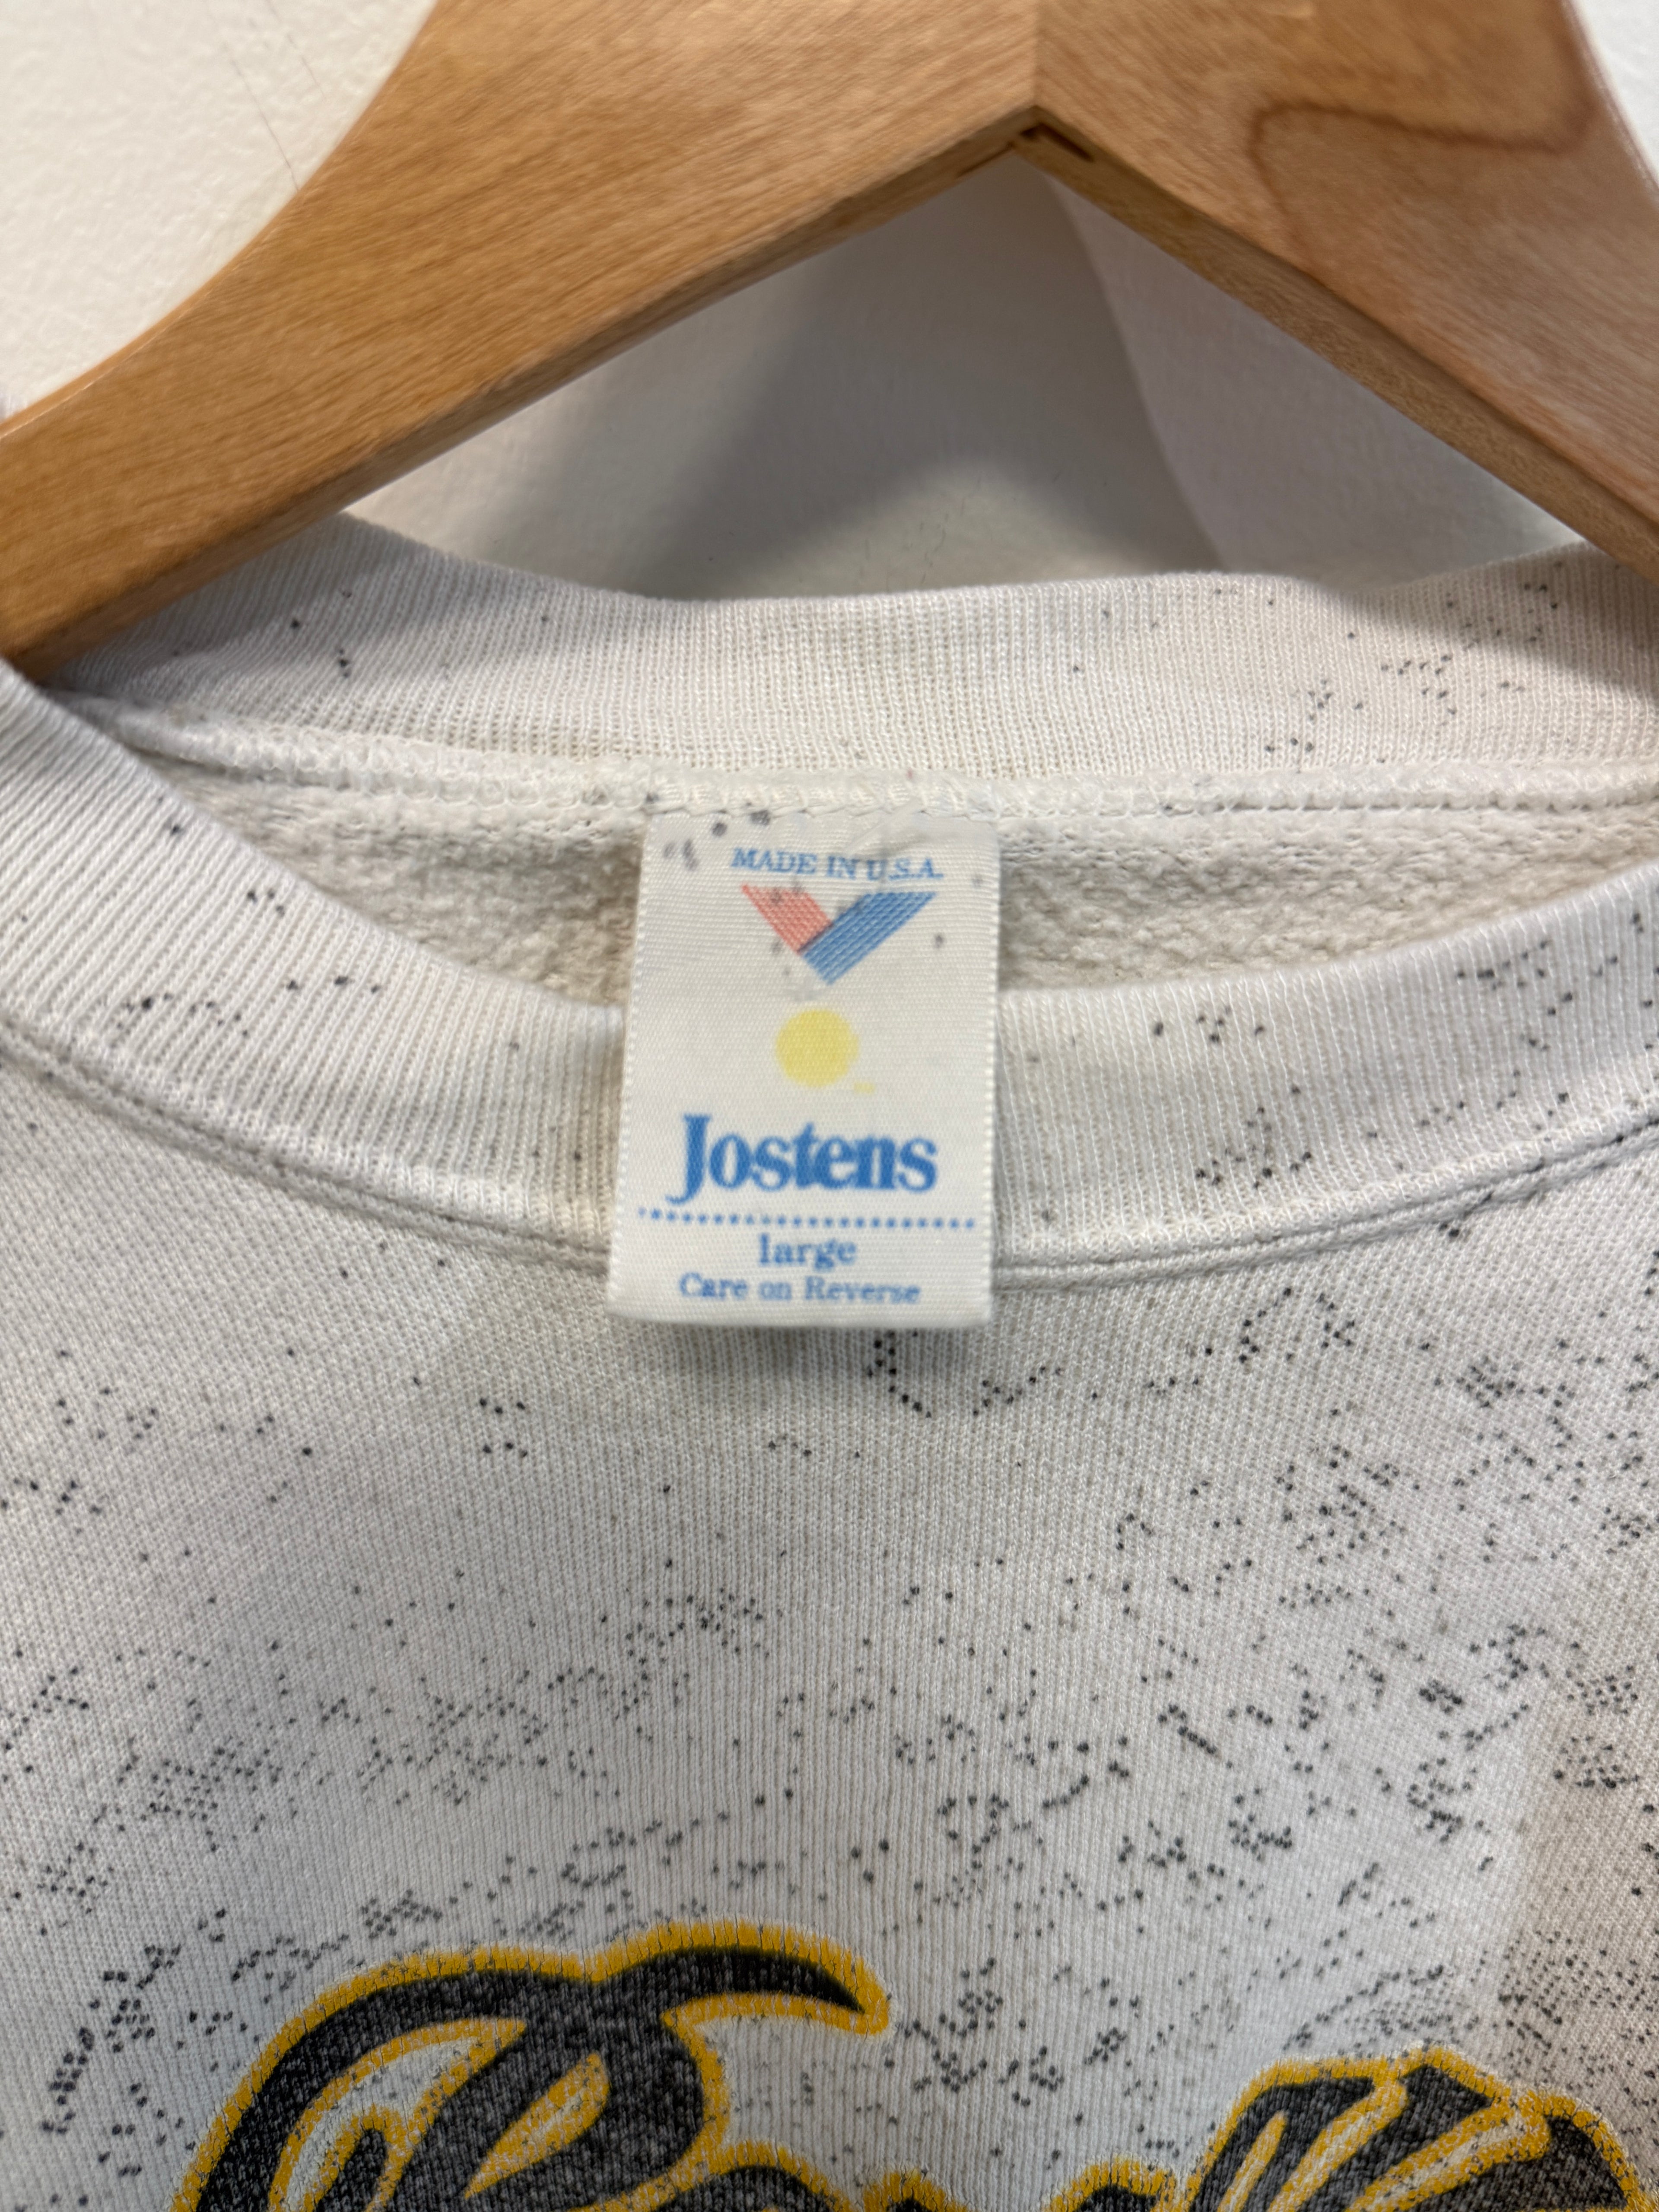 MADE IN U.S.A.
Jostens
large
Care on Reverse